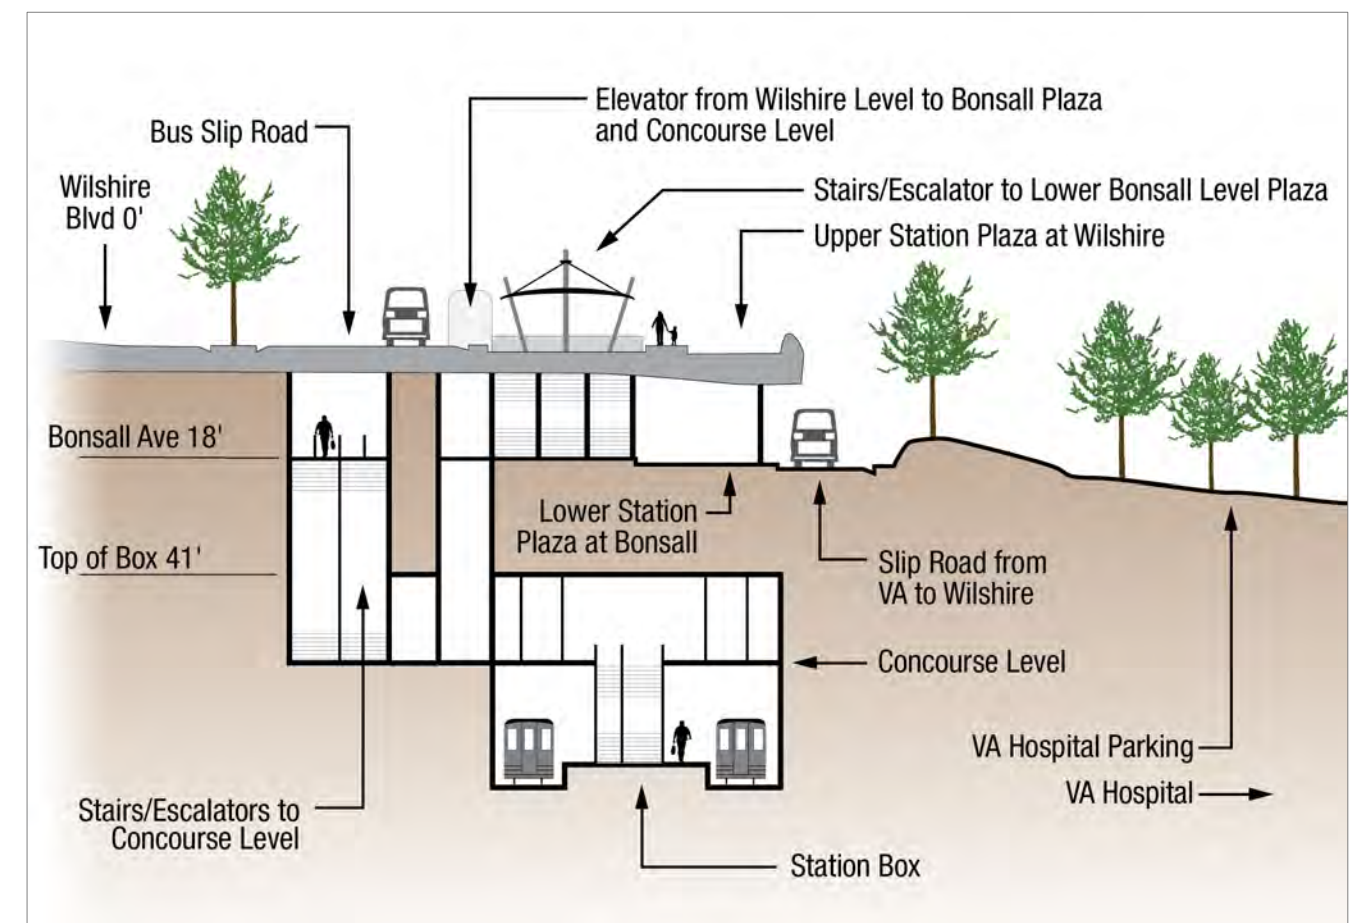 Elevator from Wilshire Level to Bonsall Plaza
and Concourse Level
Bus Slip Road
Wilshire
Blvd 0'
Stairs/Escalator to Lower Bonsall Level Plaza
Upper Station Plaza at Wilshire
Bonsall Ave 18'
Lower Station
Plaza at Bonsall
Top of Box 41'
Slip Road from
VA to Wilshire
Concourse Level
VA Hospital Parking
VA Hospital
Stairs/Escalators to
Concourse Level
Station Box